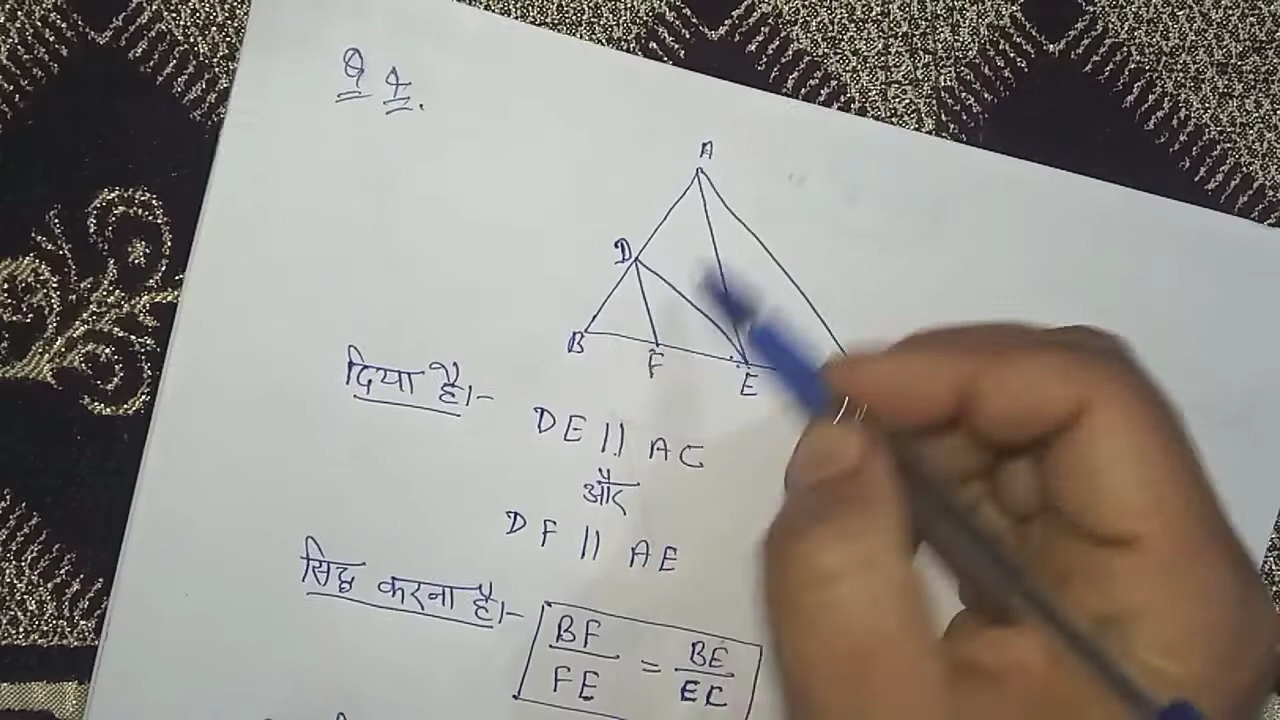 Q 4.
A
D
B
F
E
दिया है।-
DE || AC
और
DF || AE
सिद्ध करना है।-
BF/FE = BE/EC